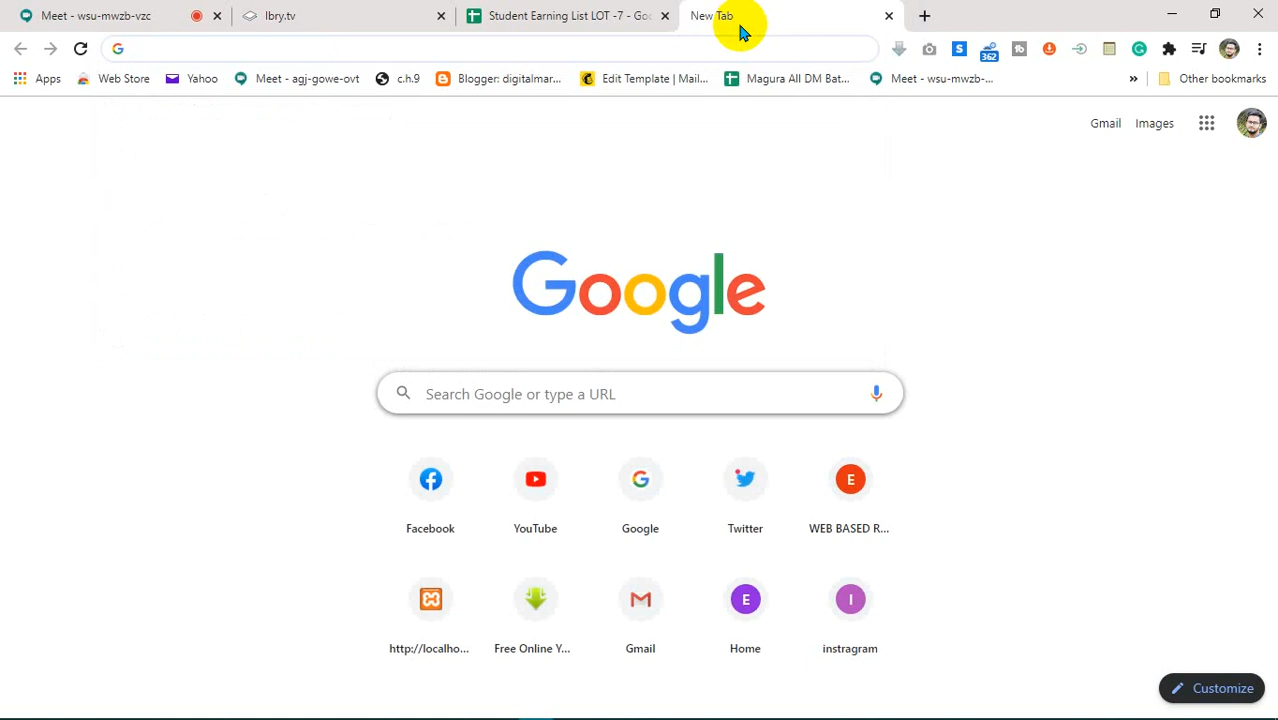 Meet - wsu-mwzb-vzc
lbry.tv
Student Earning List LOT -7 - Goo
New Tab
S
362
tb
G
Apps
Web Store
Yahoo
Meet - agj-gowe-ovt
c.h.9
Blogger: digitalmar...
Edit Template | Mail...
Magura All DM Bat...
Meet - wsu-mwzb-...
»
Other bookmarks
Gmail
Images
Google
Search Google or type a URL
E
Facebook
YouTube
Google
Twitter
WEB BASED R...
E
I
http://localho...
Free Online Y...
Gmail
Home
instragram
Customize